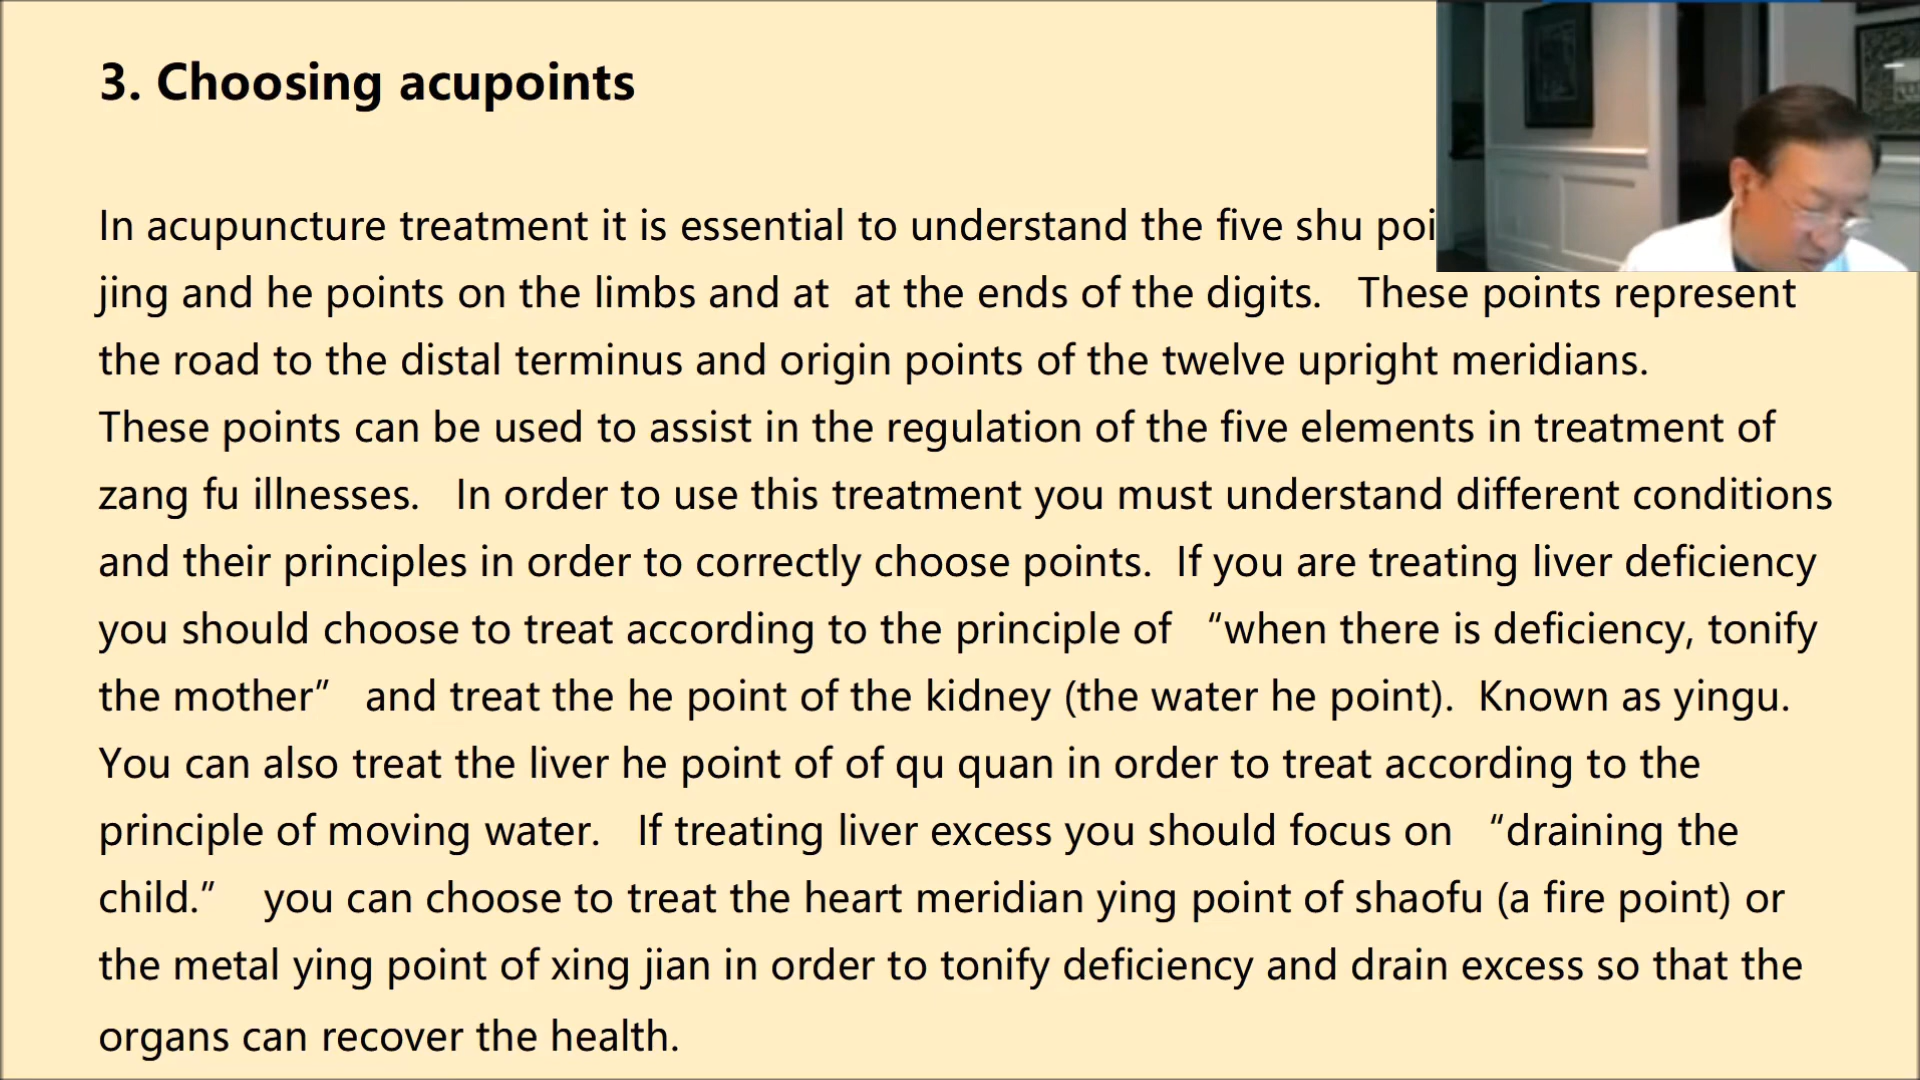 3. Choosing acupoints
In acupuncture treatment it is essential to understand the five shu
jing and he points on the limbs and at  at the ends of the digits.   These points represent
the road to the distal terminus and origin points of the twelve upright meridians.
These points can be used to assist in the regulation of the five elements in treatment of
zang fu illnesses.   In order to use this treatment you must understand different conditions
and their principles in order to correctly choose points.  If you are treating liver deficiency
you should choose to treat according to the principle of   “when there is deficiency, tonify
the mother”   and treat the he point of the kidney (the water he point).  Known as yingu.
You can also treat the liver he point of of qu quan in order to treat according to the
principle of moving water.   If treating liver excess you should focus on   “draining the
child.”    you can choose to treat the heart meridian ying point of shaofu (a fire point) or
the metal ying point of xing jian in order to tonify deficiency and drain excess so that the
organs can recover the health.